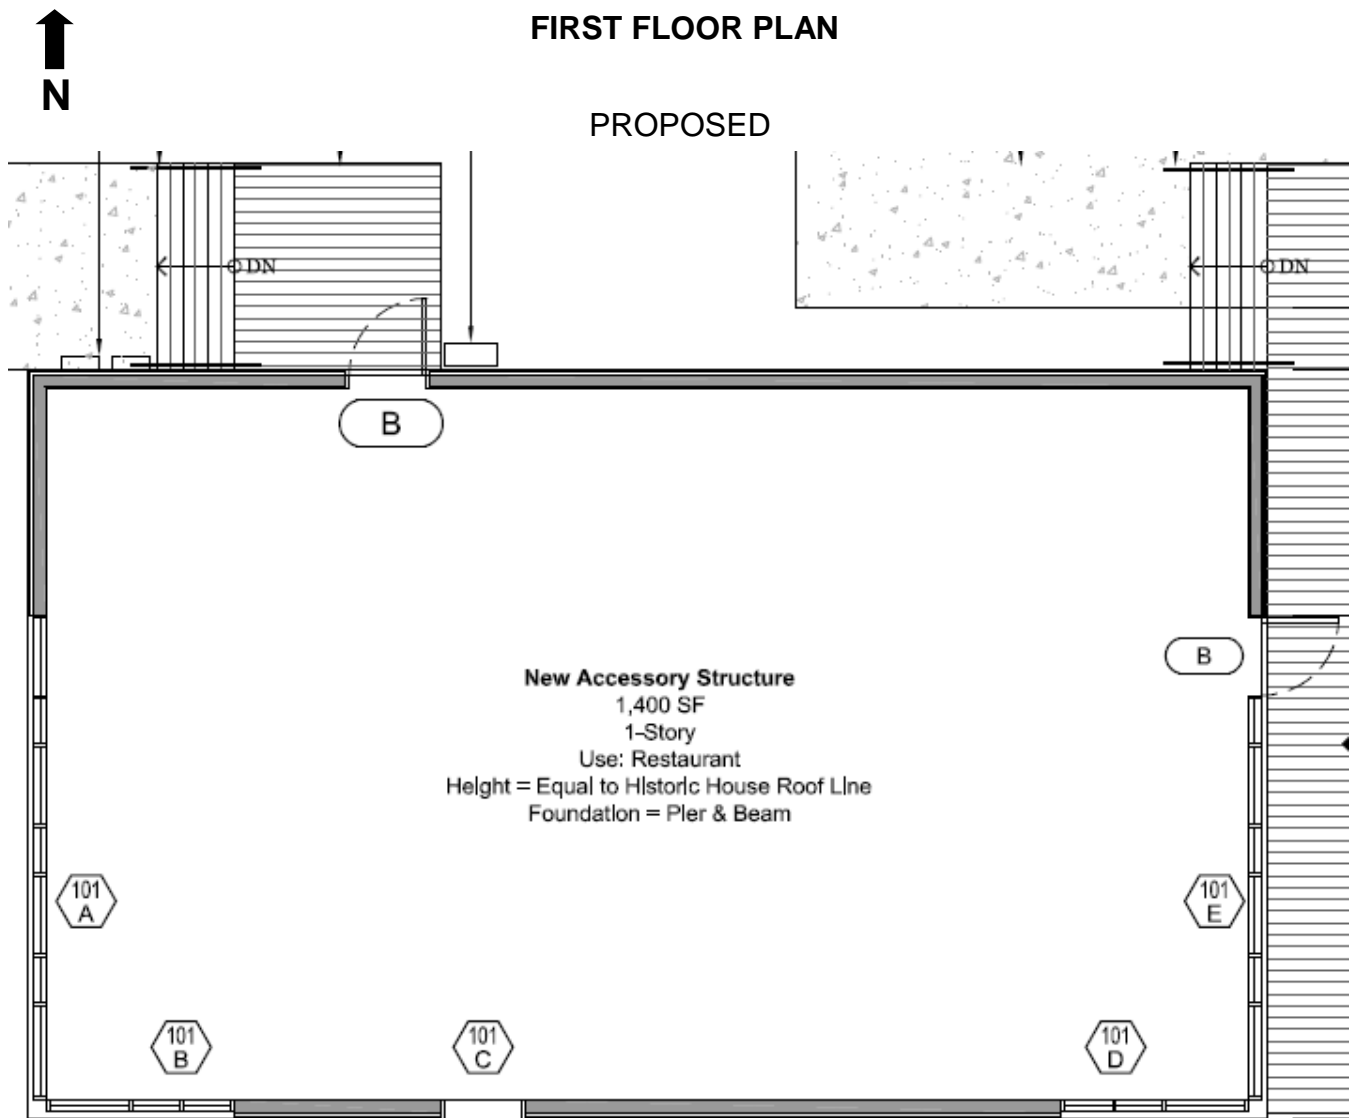 FIRST FLOOR PLAN
N
PROPOSED
DN
DN
B
B
New Accessory Structure
1,400 SF
1-Story
Use: Restaurant
Height = Equal to Historic House Roof Line
Foundation = Pier & Beam
101
A
101
E
101
B
101
C
101
D